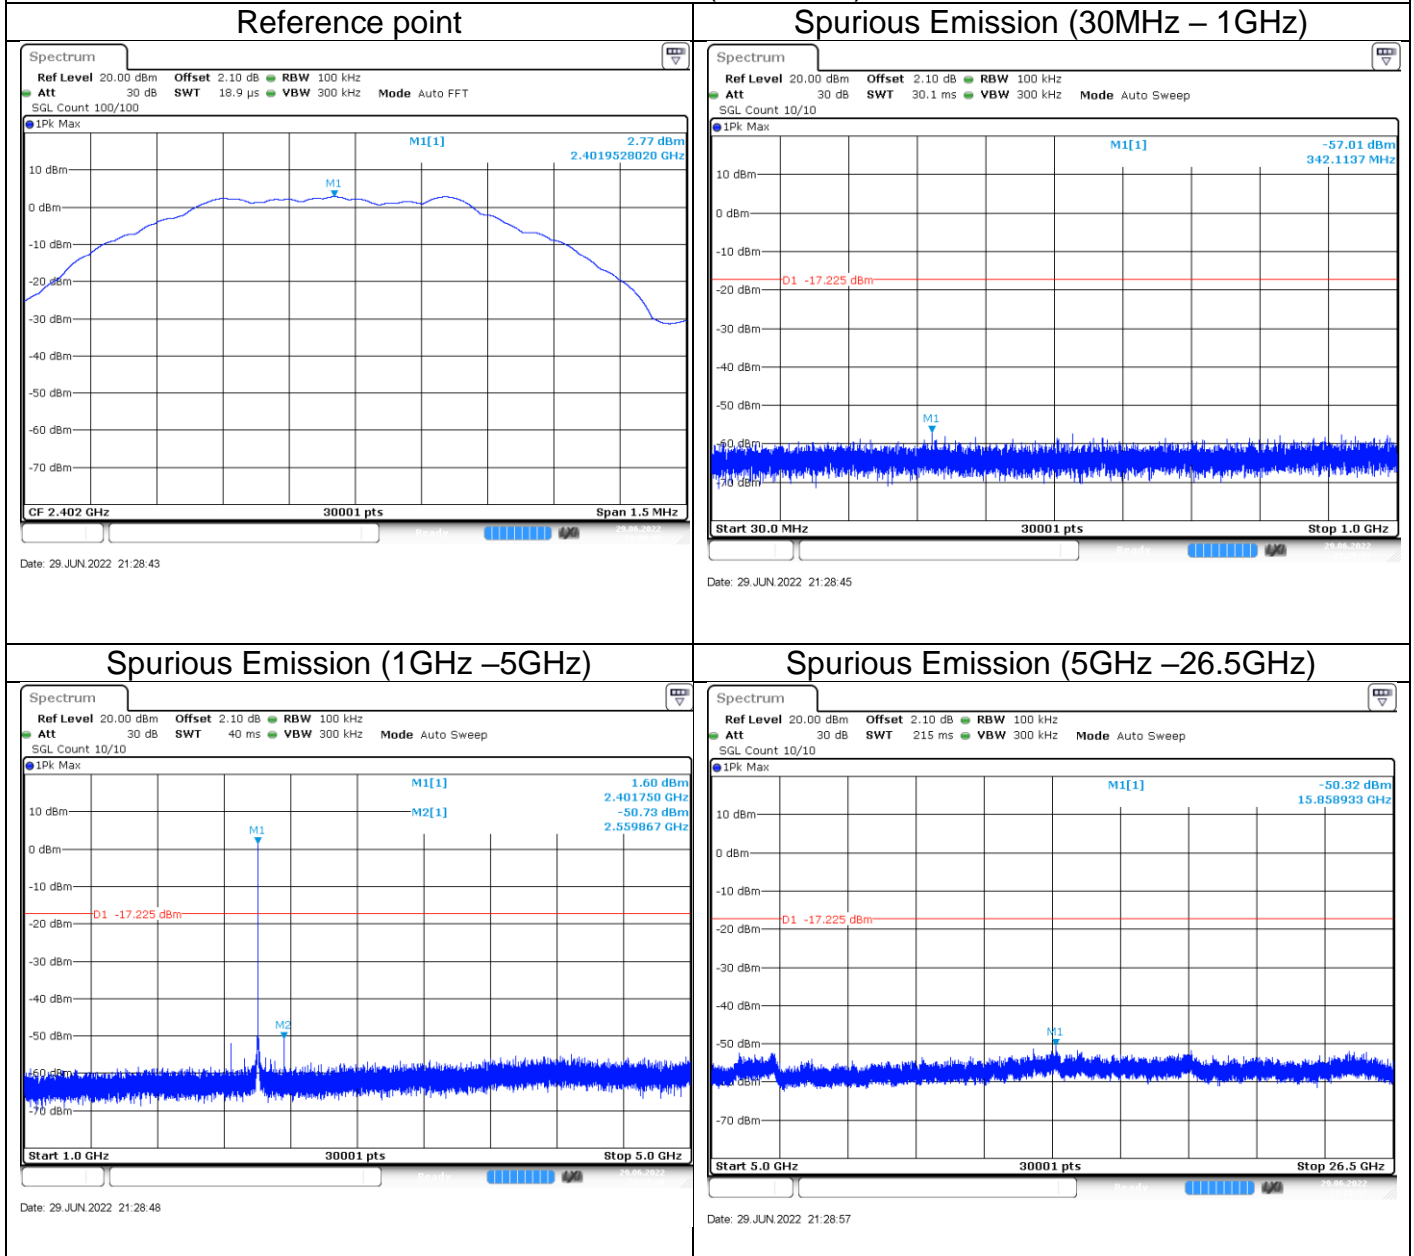 Reference point
Spectrum
Ref Level 20.00 dBm Offset 2.10 dB RBW 100 kHz
Att 30 dB SWT 18.9 µs VBW 300 kHz Mode Auto FFT
SGL Count 100/100
1Pk Max
M1[1] 2.77 dBm
2.4019528020 GHz
M1
10 dBm
0 dBm
-10 dBm
-20 dBm
-30 dBm
-40 dBm
-50 dBm
-60 dBm
-70 dBm
CF 2.402 GHz 30001 pts Span 1.5 MHz
Ready
Date: 29.JUN.2022 21:28:43
Spurious Emission (30MHz – 1GHz)
Spectrum
Ref Level 20.00 dBm Offset 2.10 dB RBW 100 kHz
Att 30 dB SWT 30.1 ms VBW 300 kHz Mode Auto Sweep
SGL Count 10/10
1Pk Max
M1[1] -57.01 dBm
342.1137 MHz
10 dBm
0 dBm
-10 dBm
D1 -17.225 dBm
-20 dBm
-30 dBm
-40 dBm
-50 dBm
M1
-60 dBm
-70 dBm
Start 30.0 MHz 30001 pts Stop 1.0 GHz
Ready
Date: 29.JUN.2022 21:28:45
Spurious Emission (1GHz –5GHz)
Spectrum
Ref Level 20.00 dBm Offset 2.10 dB RBW 100 kHz
Att 30 dB SWT 40 ms VBW 300 kHz Mode Auto Sweep
SGL Count 10/10
1Pk Max
M1[1] 1.60 dBm
2.401750 GHz
M2[1] -50.73 dBm
2.559867 GHz
10 dBm
M1
0 dBm
-10 dBm
D1 -17.225 dBm
-20 dBm
-30 dBm
-40 dBm
M2
-50 dBm
-60 dBm
-70 dBm
Start 1.0 GHz 30001 pts Stop 5.0 GHz
Ready
Date: 29.JUN.2022 21:28:48
Spurious Emission (5GHz –26.5GHz)
Spectrum
Ref Level 20.00 dBm Offset 2.10 dB RBW 100 kHz
Att 30 dB SWT 215 ms VBW 300 kHz Mode Auto Sweep
SGL Count 10/10
1Pk Max
M1[1] -50.32 dBm
15.858933 GHz
10 dBm
0 dBm
-10 dBm
D1 -17.225 dBm
-20 dBm
-30 dBm
-40 dBm
M1
-50 dBm
dBm
-70 dBm
Start 5.0 GHz 30001 pts Stop 26.5 GHz
Ready
Date: 29.JUN.2022 21:28:57